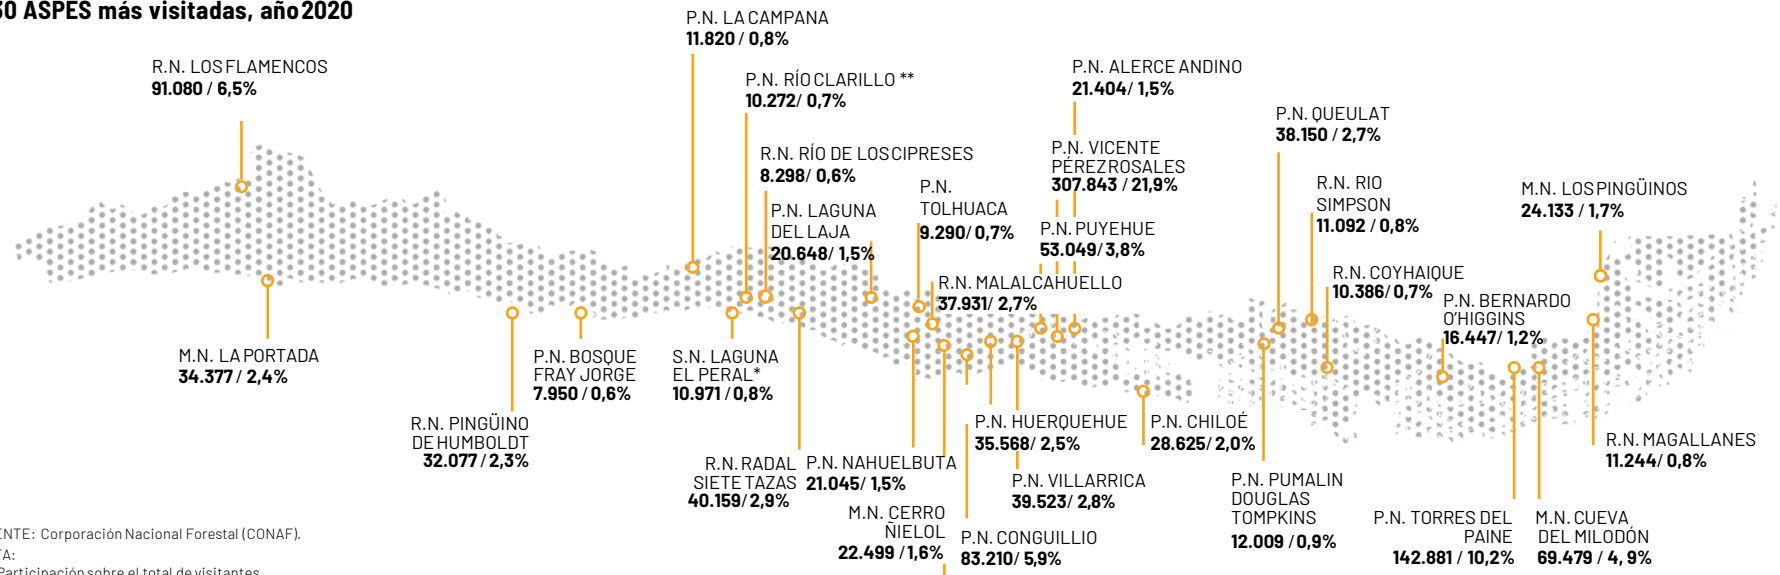 30 ASPES más visitadas, año 2020
P.N. LA CAMPANA
11.820 / 0,8%
R.N. LOS FLAMENCOS
91.080 / 6,5%
P.N. RÍO CLARILLO **
10.272/ 0,7%
P.N. ALERCE ANDINO
21.404/ 1,5%
P.N. QUEULAT
38.150 / 2,7%
R.N. RÍO DE LOS CIPRESES
8.298/ 0,6%
P.N. VICENTE
PÉREZ ROSALES
307.843 / 21,9%
P.N.
TOLHUACA
9.290/ 0,7%
R.N. RIO
SIMPSON
11.092 / 0,8%
M.N. LOS PINGÜINOS
24.133 / 1,7%
P.N. LAGUNA
DEL LAJA
20.648/ 1,5%
P.N. PUYEHUE
53.049/ 3,8%
R.N. MALALCAHUELLO
37.931/ 2,7%
R.N. COYHAIQUE
10.386/ 0,7%
P.N. BERNARDO
O'HIGGINS
16.447/ 1,2%
M.N. LA PORTADA
34.377 / 2,4%
P.N. BOSQUE
FRAY JORGE
7.950 / 0,6%
S.N. LAGUNA
EL PERAL*
10.971 / 0,8%
R.N. PINGÜINO
DE HUMBOLDT
32.077 / 2,3%
P.N. HUERQUEHUE
35.568/ 2,5%
P.N. CHILOÉ
28.625/ 2,0%
R.N. MAGALLANES
11.244/ 0,8%
R.N. RADAL
SIETE TAZAS
40.159/ 2,9%
P.N. NAHUELBUTA
21.045/ 1,5%
P.N. VILLARRICA
39.523/ 2,8%
P.N. PUMALIN
DOUGLAS
TOMPKINS
12.009 / 0,9%
M.N. CERRO
ÑIELOL
22.499 / 1,6%
P.N. CONGUILLIO
83.210/ 5,9%
P.N. TORRES DEL
PAINE
142.881 / 10,2%
M.N. CUEVA
DEL MILODÓN
69.479 / 4, 9%
ENTE: Corporación Nacional Forestal (CONAF).
TA:
Participación sobre el total de visitantes